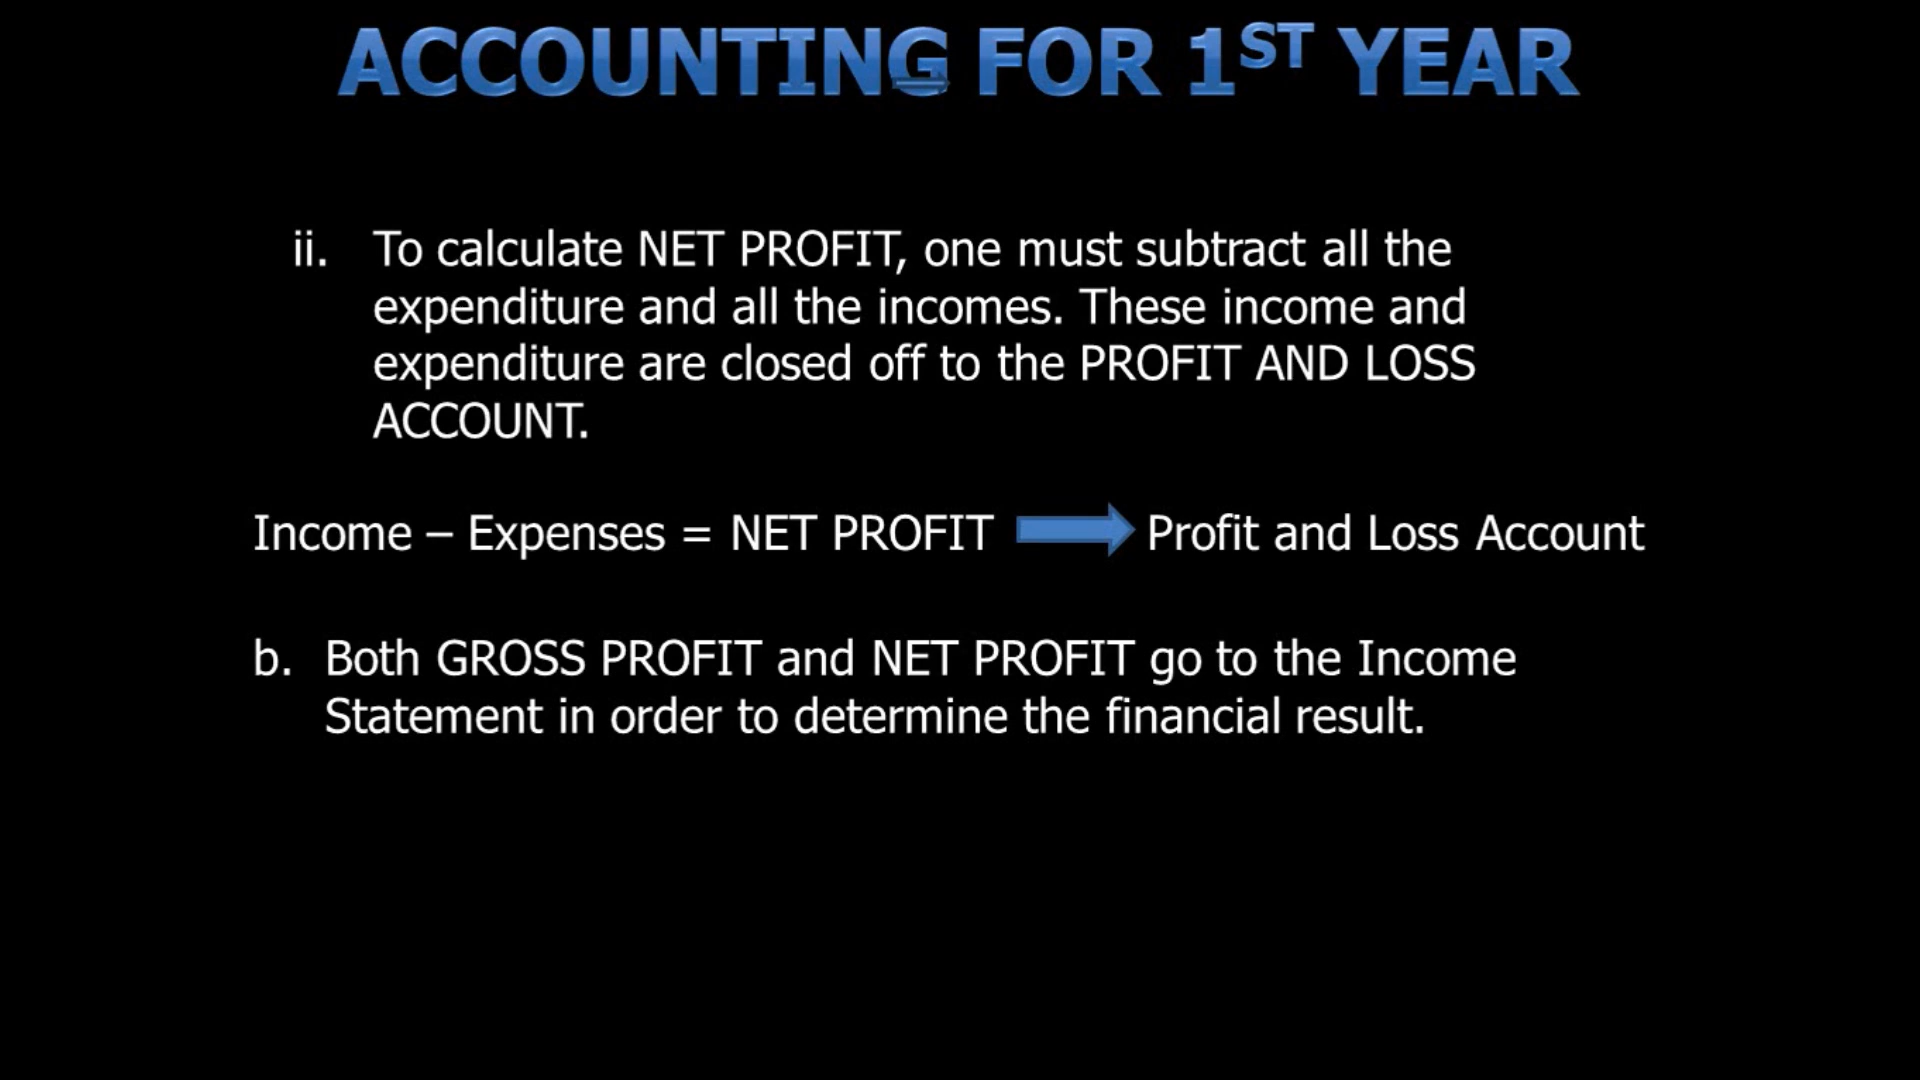 ACCOUNTING FOR 1ST YEAR
ii. To calculate NET PROFIT, one must subtract all the
expenditure and all the incomes. These income and
expenditure are closed off to the PROFIT AND LOSS
ACCOUNT.
Income – Expenses = NET PROFIT Profit and Loss Account
b. Both GROSS PROFIT and NET PROFIT go to the Income
Statement in order to determine the financial result.